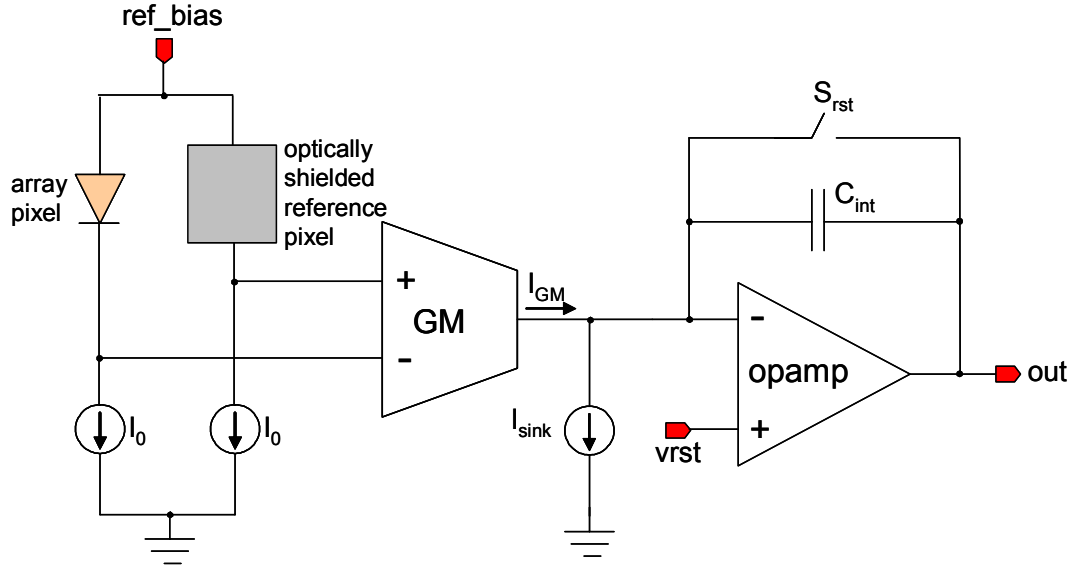 ref_bias
S_rst
array
pixel
optically
shielded
reference
pixel
C_int
+
GM
-
I_GM
-
opamp
+
out
I_0
I_0
I_sink
vrst